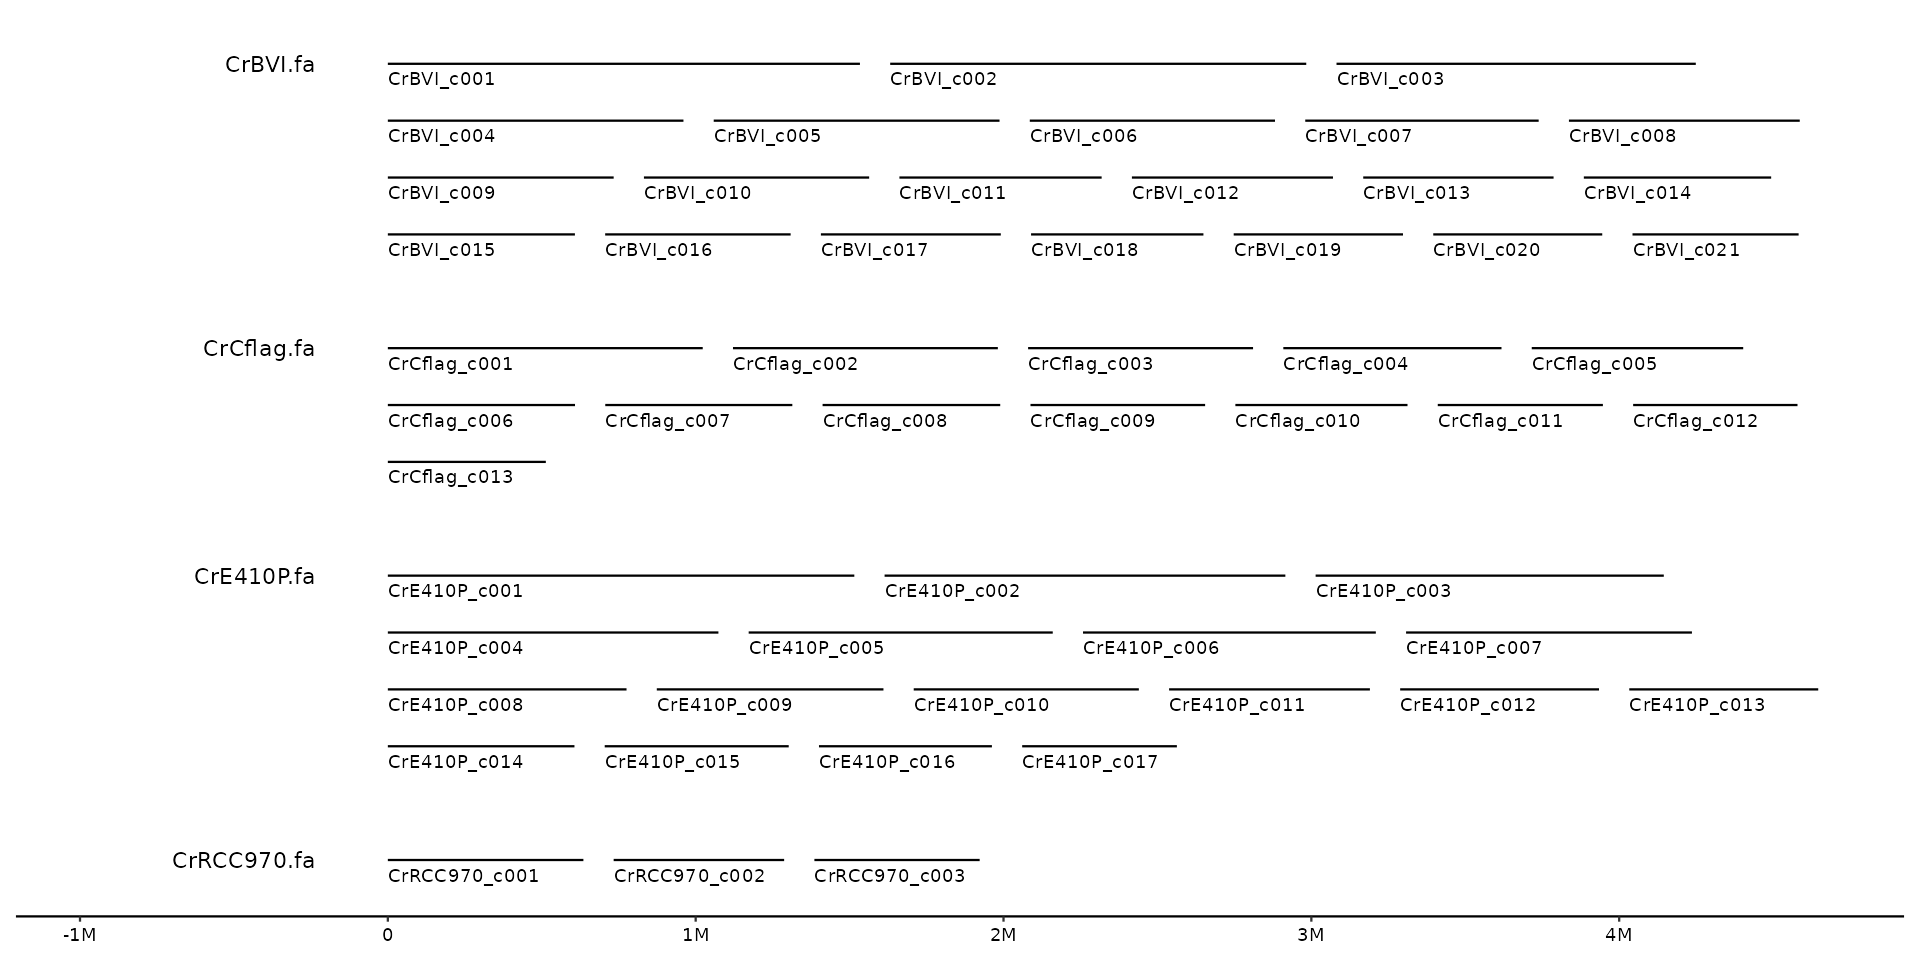 CrBVI.fa
CrBVI_c001 CrBVI_c002 CrBVI_c003
CrBVI_c004 CrBVI_c005 CrBVI_c006 CrBVI_c007 CrBVI_c008
CrBVI_c009 CrBVI_c010 CrBVI_c011 CrBVI_c012 CrBVI_c013 CrBVI_c014
CrBVI_c015 CrBVI_c016 CrBVI_c017 CrBVI_c018 CrBVI_c019 CrBVI_c020 CrBVI_c021
CrCflag.fa
CrCflag_c001 CrCflag_c002 CrCflag_c003 CrCflag_c004 CrCflag_c005
CrCflag_c006 CrCflag_c007 CrCflag_c008 CrCflag_c009 CrCflag_c010 CrCflag_c011 CrCflag_c012
CrCflag_c013
CrE410P.fa
CrE410P_c001 CrE410P_c002 CrE410P_c003
CrE410P_c004 CrE410P_c005 CrE410P_c006 CrE410P_c007
CrE410P_c008 CrE410P_c009 CrE410P_c010 CrE410P_c011 CrE410P_c012 CrE410P_c013
CrE410P_c014 CrE410P_c015 CrE410P_c016 CrE410P_c017
CrRCC970.fa
CrRCC970_c001 CrRCC970_c002 CrRCC970_c003
-1M 0 1M 2M 3M 4M